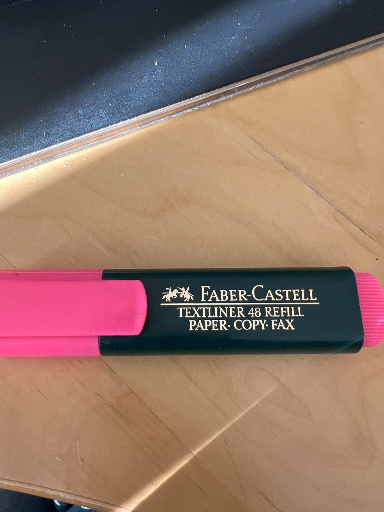 FABER-CASTELL
TEXTLINER 48 REFILL
PAPER· COPY· FAX